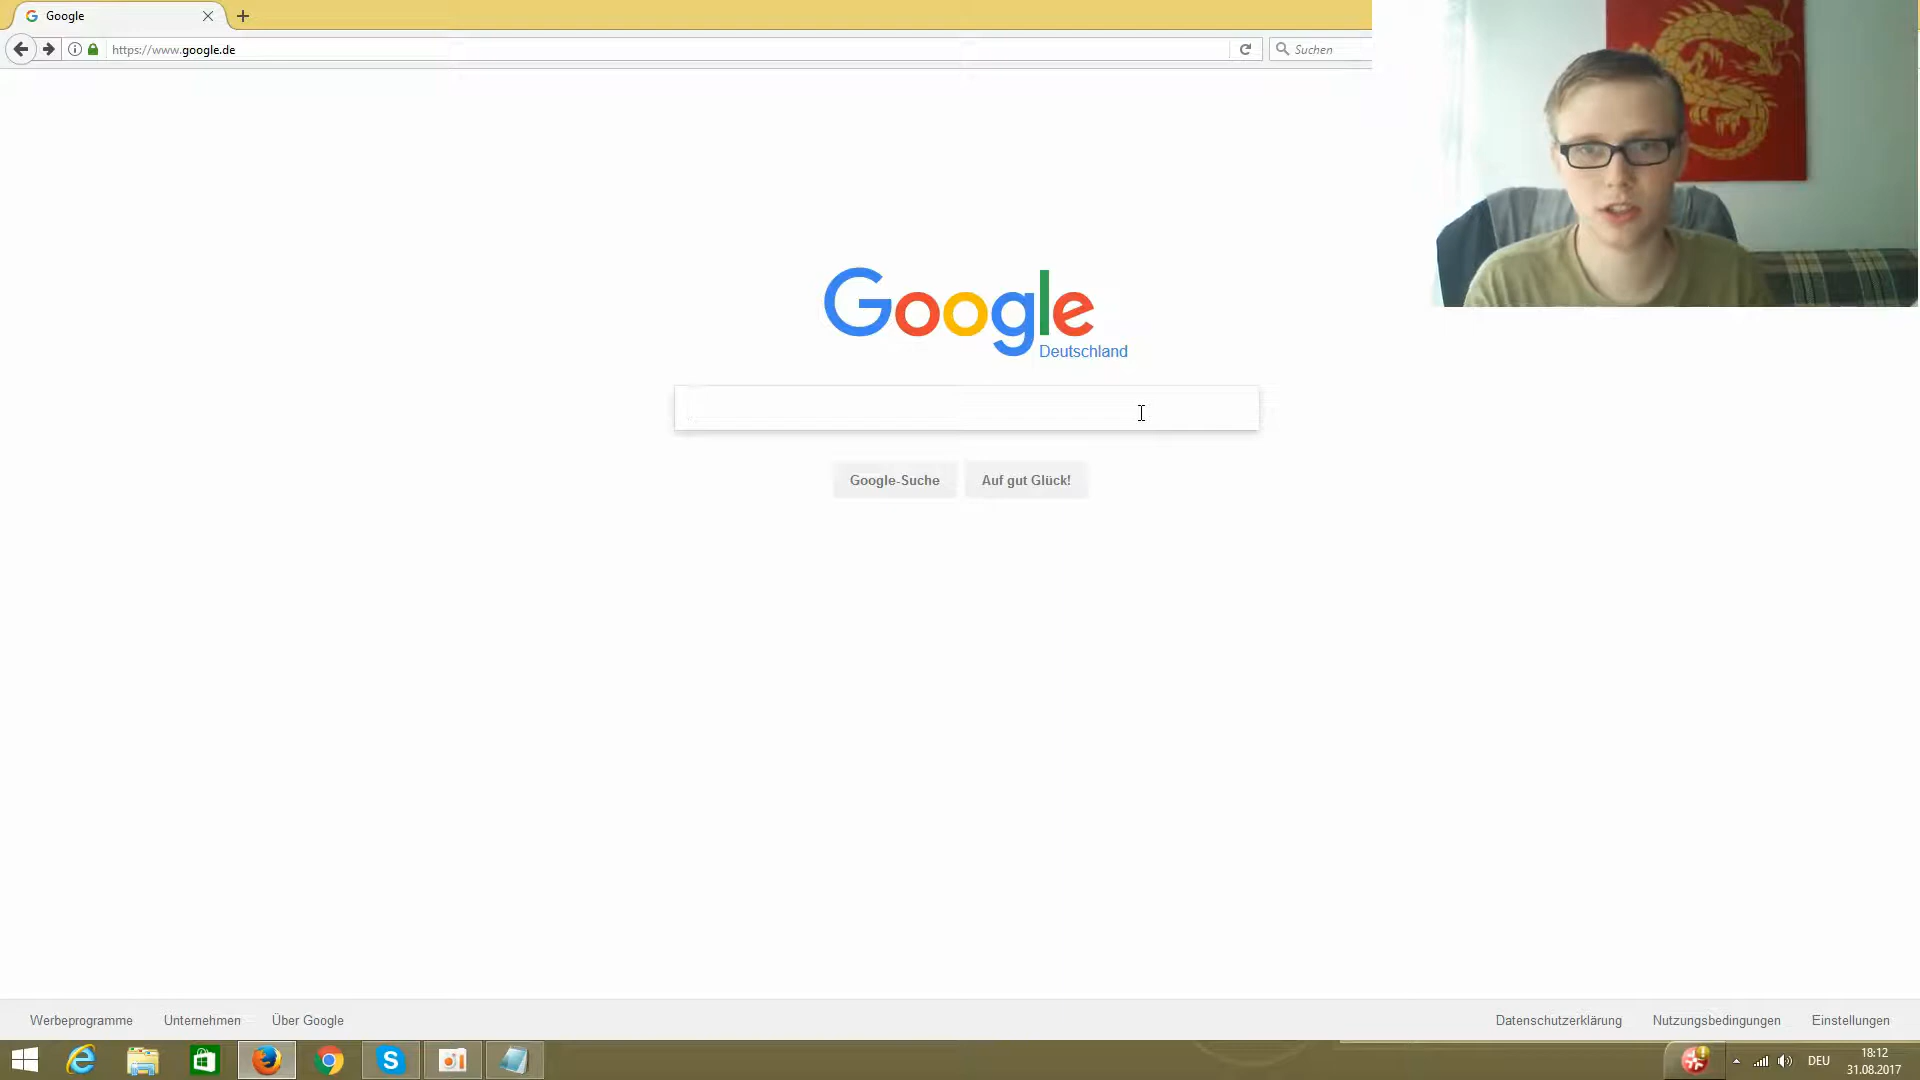 Google
https://www.google.de
Suchen
Google
Deutschland
Google-Suche
Auf gut Glück!
Werbeprogramme
Unternehmen
Über Google
Datenschutzerklärung
Nutzungsbedingungen
Einstellungen
DEU
18:12
31.08.2017